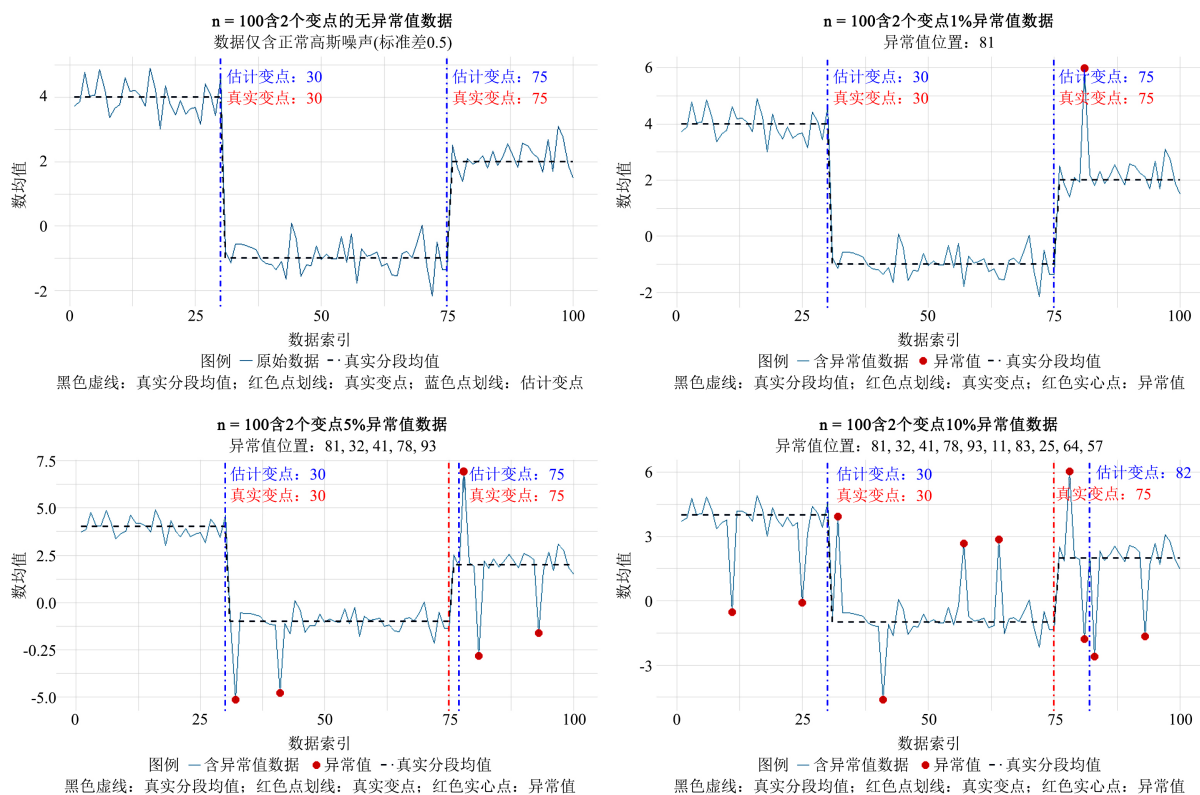 n = 100含2个变点的无异常值数据
数据仅含正常高斯噪声(标准差0.5)
估计变点：30
真实变点：30
估计变点：75
真实变点：75
4
2
0
-2
数均值
0
25
50
75
100
数据索引
图例 原始数据 真实分段均值
黑色虚线：真实分段均值；红色点划线：真实变点；蓝色点划线：估计变点
n = 100含2个变点1%异常值数据
异常值位置：81
估计变点：30
真实变点：30
估计变点：75
真实变点：75
6
4
2
0
-2
数均值
0
25
50
75
100
数据索引
图例 含异常值数据 异常值 真实分段均值
黑色虚线：真实分段均值；红色点划线：真实变点；红色实心点：异常值
n = 100含2个变点5%异常值数据
异常值位置：81, 32, 41, 78, 93
估计变点：30
真实变点：30
估计变点：75
真实变点：75
7.5
5.0
2.5
0.0
-0.25
-5.0
数均值
0
25
50
75
100
数据索引
图例 含异常值数据 异常值 真实分段均值
黑色虚线：真实分段均值；红色点划线：真实变点；红色实心点：异常值
n = 100含2个变点10%异常值数据
异常值位置：81, 32, 41, 78, 93, 11, 83, 25, 64, 57
估计变点：30
真实变点：30
估计变点：82
真实变点：75
6
3
0
-3
数均值
0
25
50
75
100
数据索引
图例 含异常值数据 异常值 真实分段均值
黑色虚线：真实分段均值；红色点划线：真实变点；红色实心点：异常值